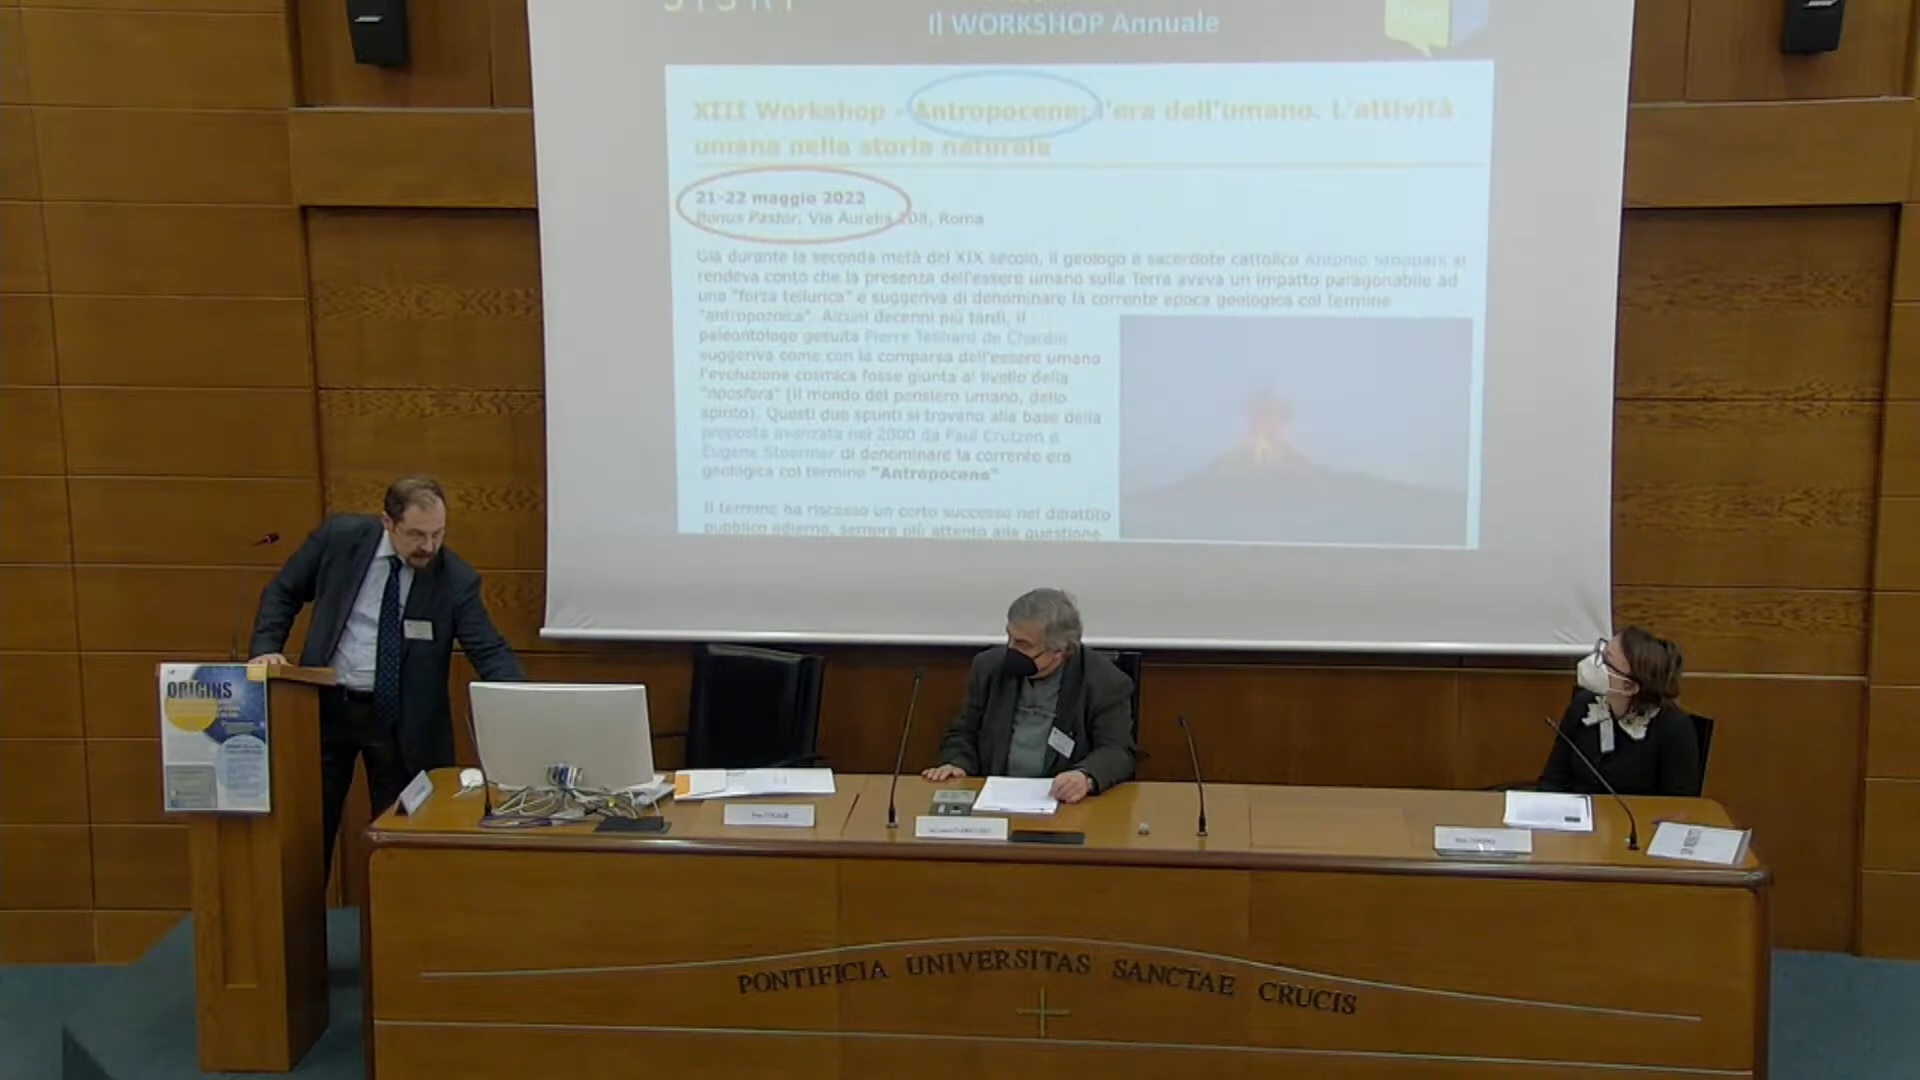 Il WORKSHOP Annuale
XIII Workshop - Antropocene: l'era dell'umano. L'attività
umana nella storia naturale
21-22 maggio 2022
Bonus Pastor, Via Aurelia 208, Roma
Già durante la seconda metà del XIX secolo, il geologo e sacerdote cattolico Antonio Stoppani si
rendeva conto che la presenza dell'essere umano sulla Terra aveva un impatto paragonabile ad
una "forza tellurica" e suggeriva di denominare la corrente epoca geologica col termine
"antropozoica". Alcuni decenni più tardi, il
paleontologo gesuita Pierre Teilhard de Chardin
suggeriva come con la comparsa dell'essere umano
l'evoluzione cosmica fosse giunta al livello della
"noosfera" (il mondo del pensiero umano, dello
spirito). Questi due spunti si trovano alla base della
proposta avanzata nel 2000 da Paul Crutzen e
Eugene Stoermer di denominare la corrente era
geologica col termine "Antropocene"
Il termine ha riscosso un certo successo nel dibattito
pubblico odierno, sempre più attento alla questione
ORIGINS
PONTIFICIA UNIVERSITAS SANCTAE CRUCIS